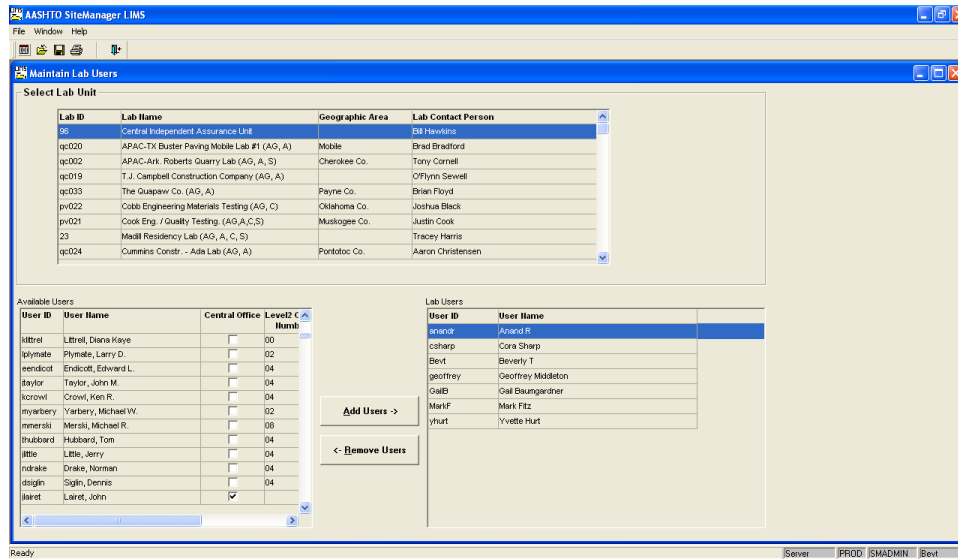 AASHTO SiteManager LIMS
File Window Help
Maintain Lab Users
Select Lab Unit
Lab ID Lab Name Geographic Area Lab Contact Person
96 Central Independent Assurance Unit Bill Hawkins
qc020 APAC-TX Buster Paving Mobile Lab #1 (AG, A) Mobile Brad Bradford
qc002 APAC-Ark. Roberts Quarry Lab (AG, A, S) Cherokee Co. Tony Cornell
qc019 T.J. Campbell Construction Company (AG, A) O'Flynn Sewell
qc033 The Quapaw Co. (AG, A) Payne Co. Brian Floyd
pv022 Cobb Engineering Materials Testing (AG, C) Oklahoma Co. Joshua Black
pv021 Cook Eng. / Quality Testing. (AG,A,C,S) Muskogee Co. Justin Cook
23 Madill Residency Lab (AG, A, C, S) Tracey Harris
qc024 Cummins Constr. - Ada Lab (AG, A) Pontotoc Co. Aaron Christensen
Available Users
User ID User Name Central Office Level2 O
Numb
klittrel Littrell, Diana Kaye 00
lplymate Plymate, Larry D. 02
eendicot Endicott, Edward L. 04
jtaylor Taylor, John M. 04
kcrowl Crowl, Ken R. 04
myarbery Yarbery, Michael W. 02
mmerski Merski, Michael R. 08
thubbard Hubbard, Tom 04
jlittle Little, Jerry 04
ndrake Drake, Norman 04
dsiglin Siglin, Dennis 04
jlairet Lairet, John
Add Users ->
<- Remove Users
Lab Users
User ID User Name
anandr Anand R
csharp Cora Sharp
Bevt Beverly T
geoffrey Geoffrey Middleton
GailB Gail Baumgardner
MarkF Mark Fitz
yhurt Yvette Hurt
Ready Server PROD SMADMIN Bevt